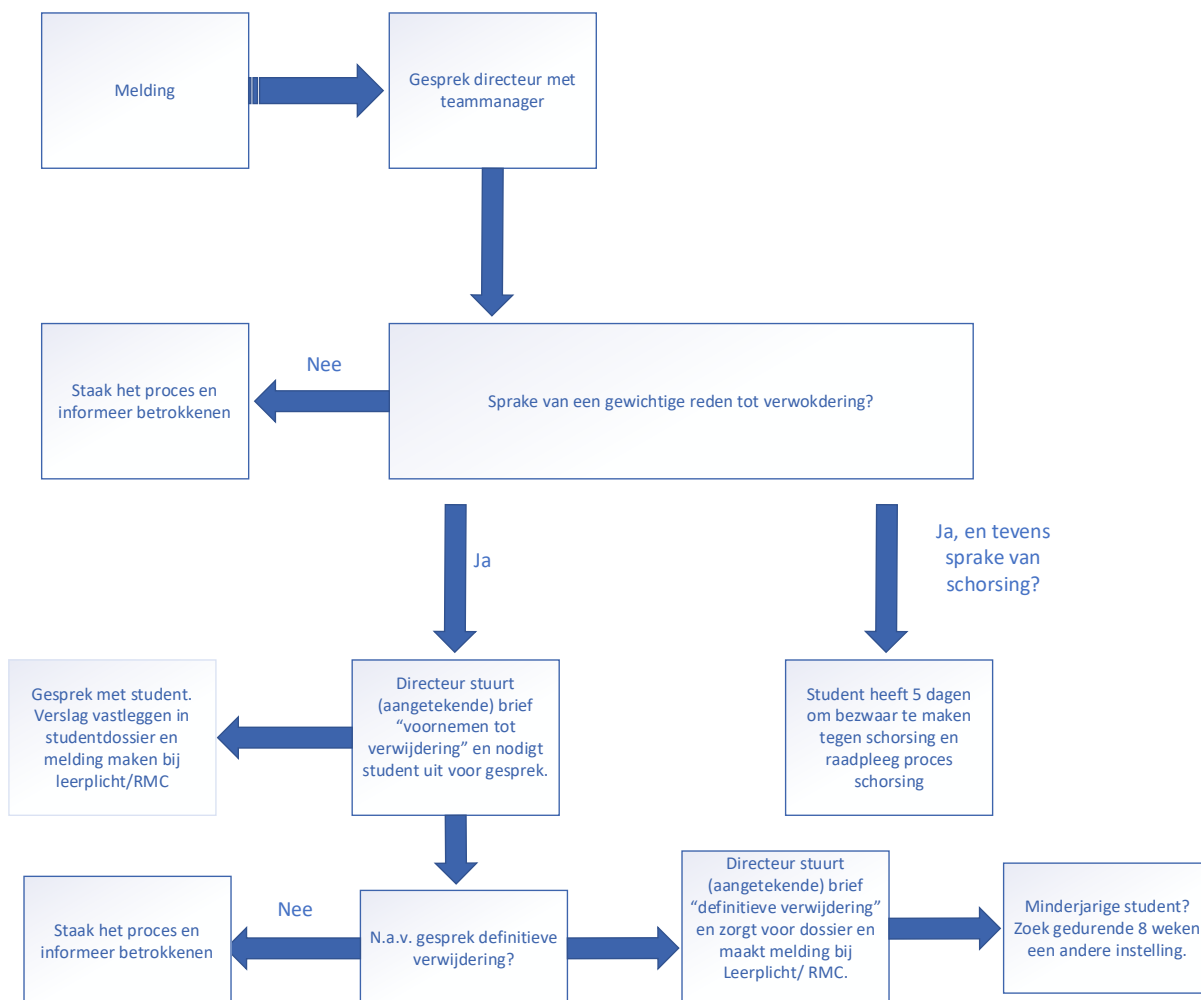 Melding
Gesprek directeur met
teammanager
Nee
Staak het proces en
informeer betrokkenen
Sprake van een gewichtige reden tot verwokdering?
Ja
Ja, en tevens
sprake van
schorsing?
Gesprek met student.
Verslag vastleggen in
studentdossier en
melding maken bij
leerplicht/RMC
Directeur stuurt
(aangetekende) brief
“voornemen tot
verwijdering” en nodigt
student uit voor gesprek.
Student heeft 5 dagen
om bezwaar te maken
tegen schorsing en
raadpleeg proces
schorsing
Staak het proces en
informeer betrokkenen
Nee
N.a.v. gesprek definitieve
verwijdering?
Directeur stuurt
(aangetekende) brief
“definitieve verwijdering”
en zorgt voor dossier en
maakt melding bij
Leerplicht/ RMC.
Minderjarige student?
Zoek gedurende 8 weken
een andere instelling.